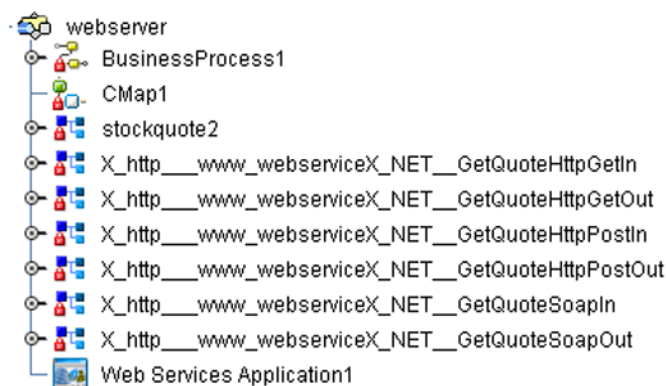 webserver
BusinessProcess1
CMap1
stockquote2
X_http___www_webserviceX_NET__GetQuoteHttpGetIn
X_http___www_webserviceX_NET__GetQuoteHttpGetOut
X_http___www_webserviceX_NET__GetQuoteHttpPostIn
X_http___www_webserviceX_NET__GetQuoteHttpPostOut
X_http___www_webserviceX_NET__GetQuoteSoapIn
X_http___www_webserviceX_NET__GetQuoteSoapOut
Web Services Application1